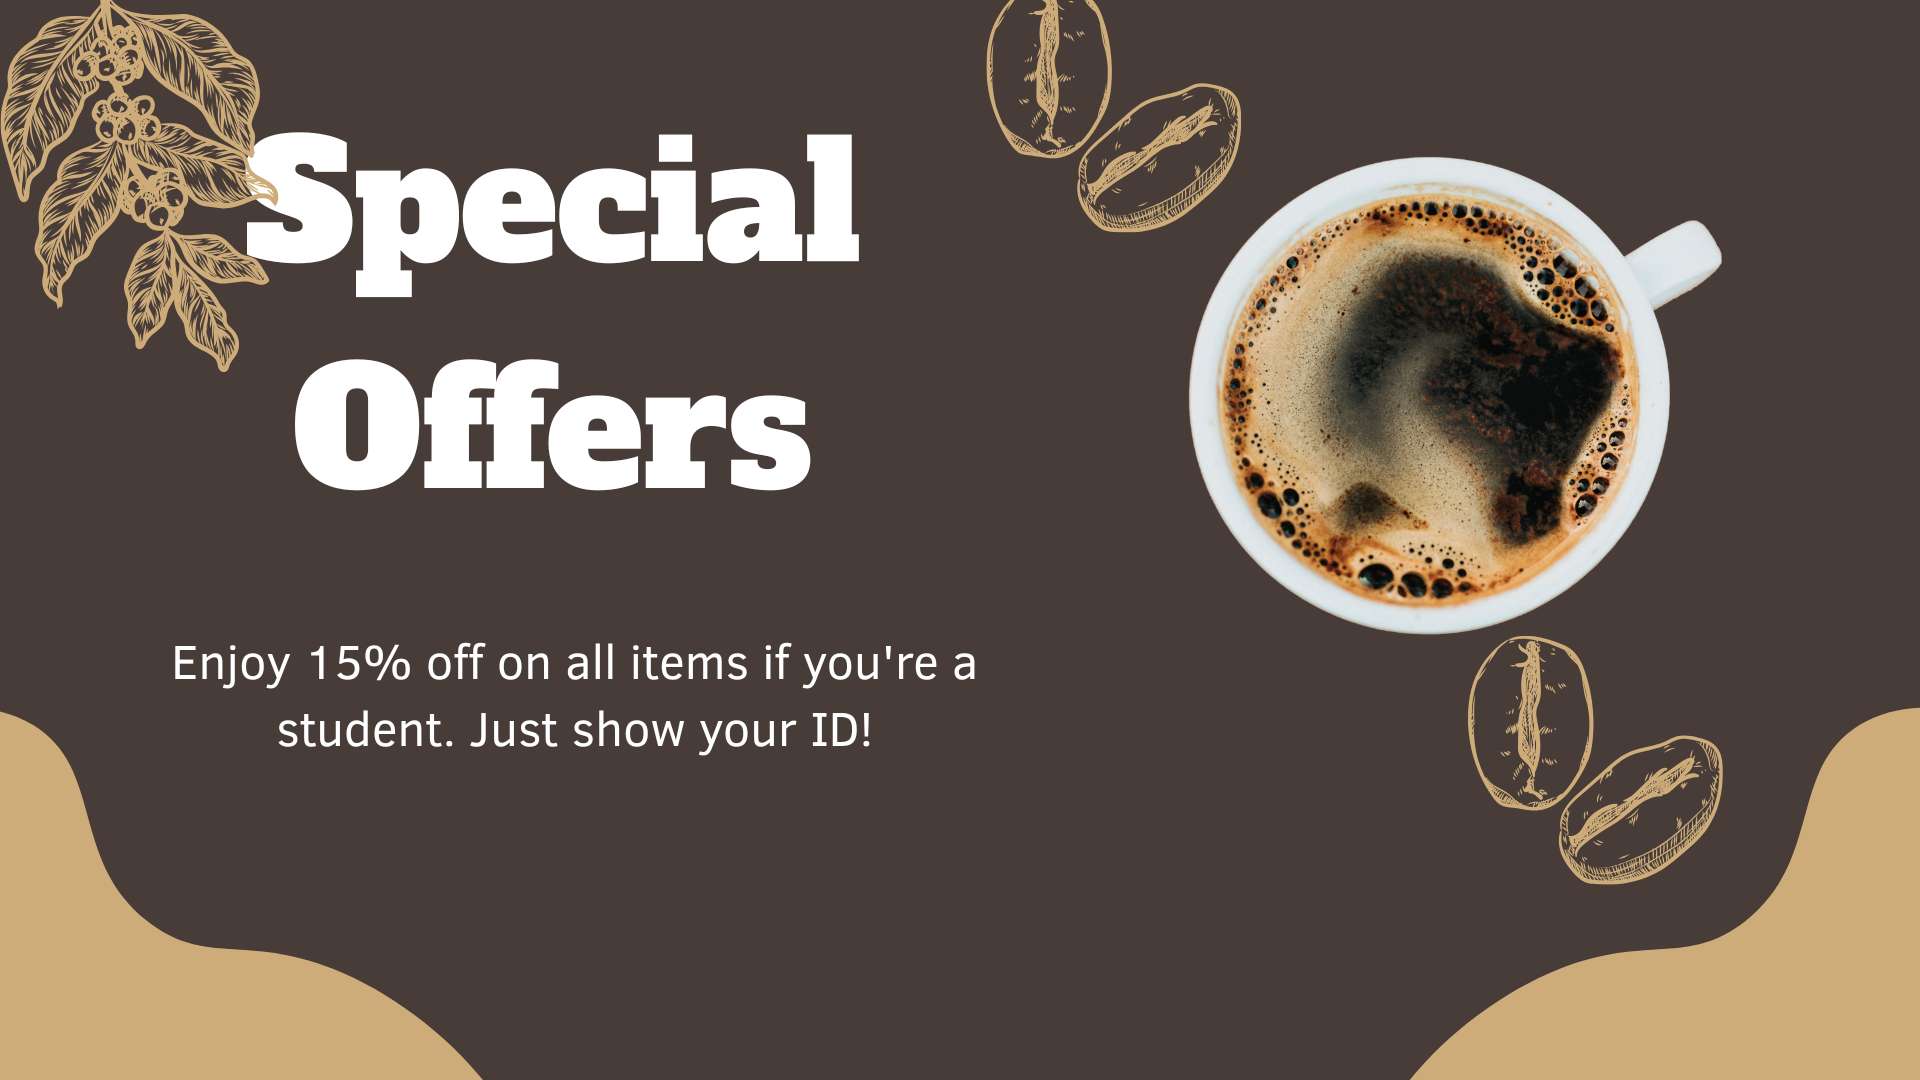 Special
Offers
Enjoy 15% off on all items if you're a
student. Just show your ID!